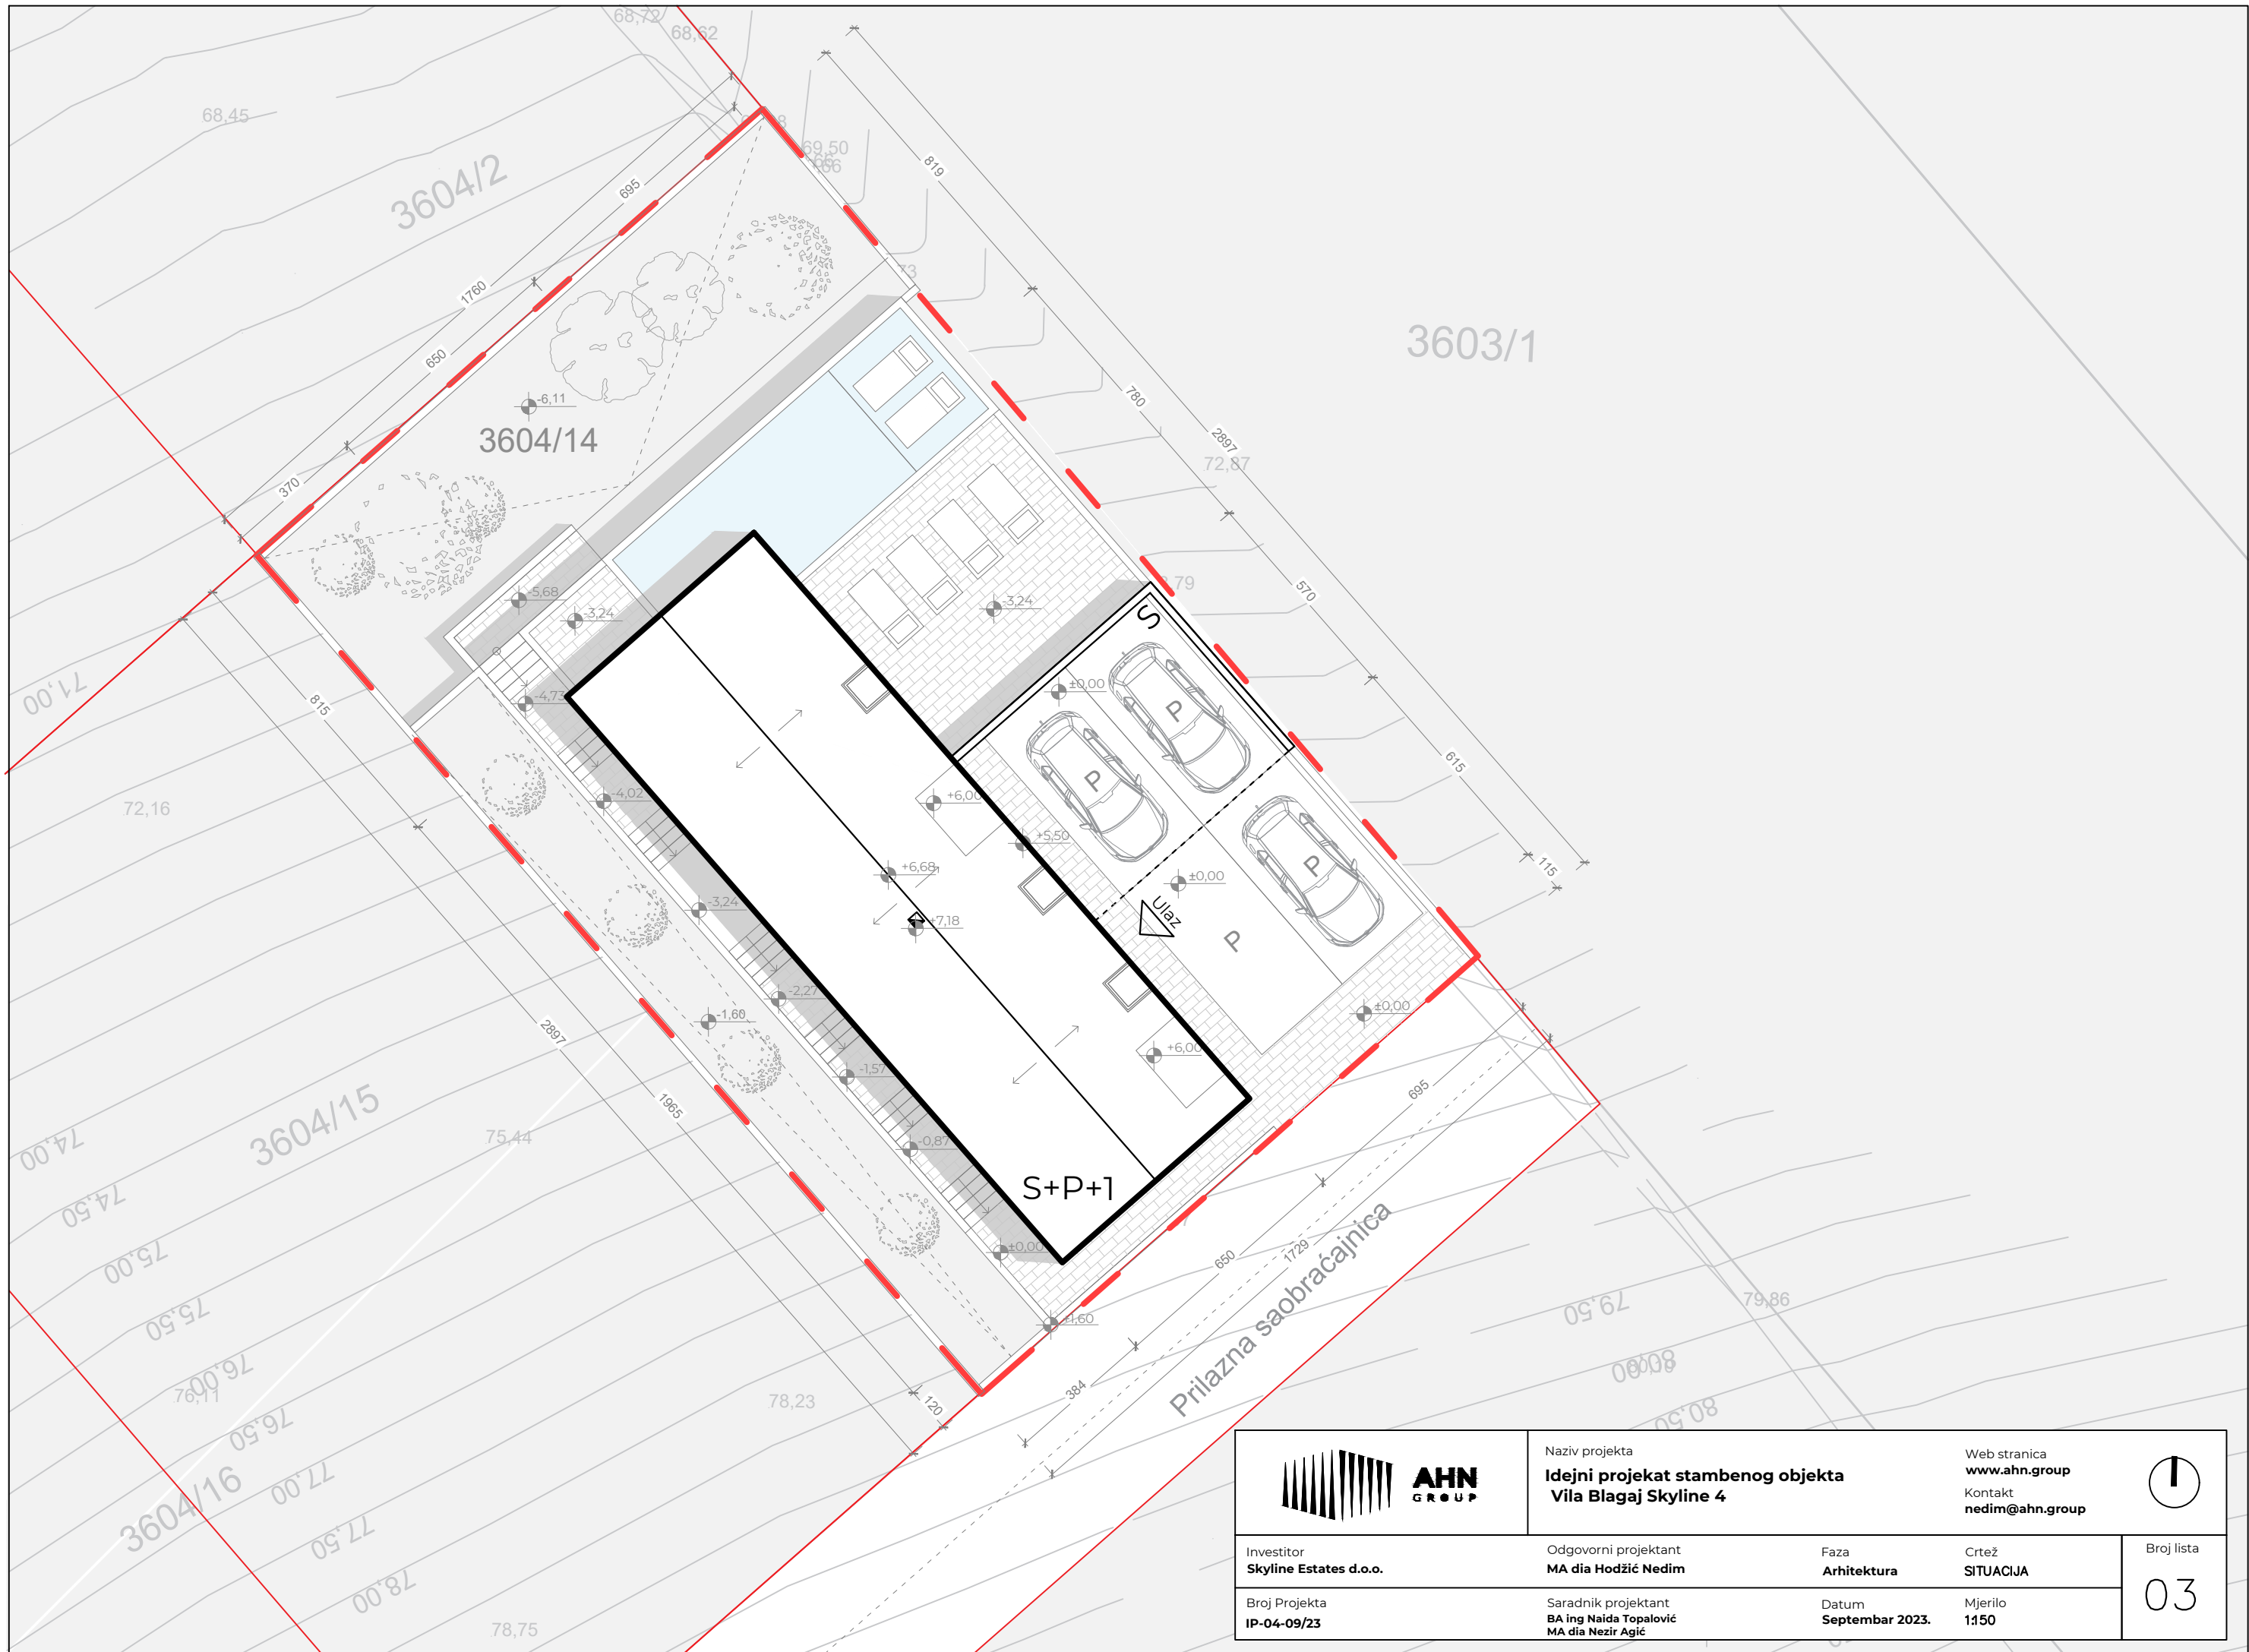 68,72
68,62
68,45
3604/2
69,50
66
73
819
695
1760
650
370
780
2897
3603/1
72,87
-6,11
3604/14
570
615
115
-5,68
-3,24
-3,24
-4,73
-4,02
-3,24
-2,27
-1,60
-1,57
-0,87
±0,00
+1,60
S
P
P
P
P
±0,00
±0,00
±0,00
Ulaz
+6,00
+5,50
+6,68
+7,18
+6,00
S+P+1
71,00
72,16
815
2897
1965
120
3604/15
75,44
74,00
74,50
75,00
75,50
76,00
76,11
76,50
77,00
77,50
78,00
78,23
78,75
3604/16
695
650
1729
384
Prilazna saobraćajnica
79,50
79,86
80,00
80,50
AHN
GROUP
Naziv projekta
Idejni projekat stambenog objekta
Vila Blagaj Skyline 4
Web stranica
www.ahn.group
Kontakt
nedim@ahn.group
Investitor
Skyline Estates d.o.o.
Odgovorni projektant
MA dia Hodžić Nedim
Faza
Arhitektura
Crtež
SITUACIJA
Broj lista
03
Broj Projekta
IP-04-09/23
Saradnik projektant
BA ing Naida Topalović
MA dia Nezir Agić
Datum
Septembar 2023.
Mjerilo
1:150